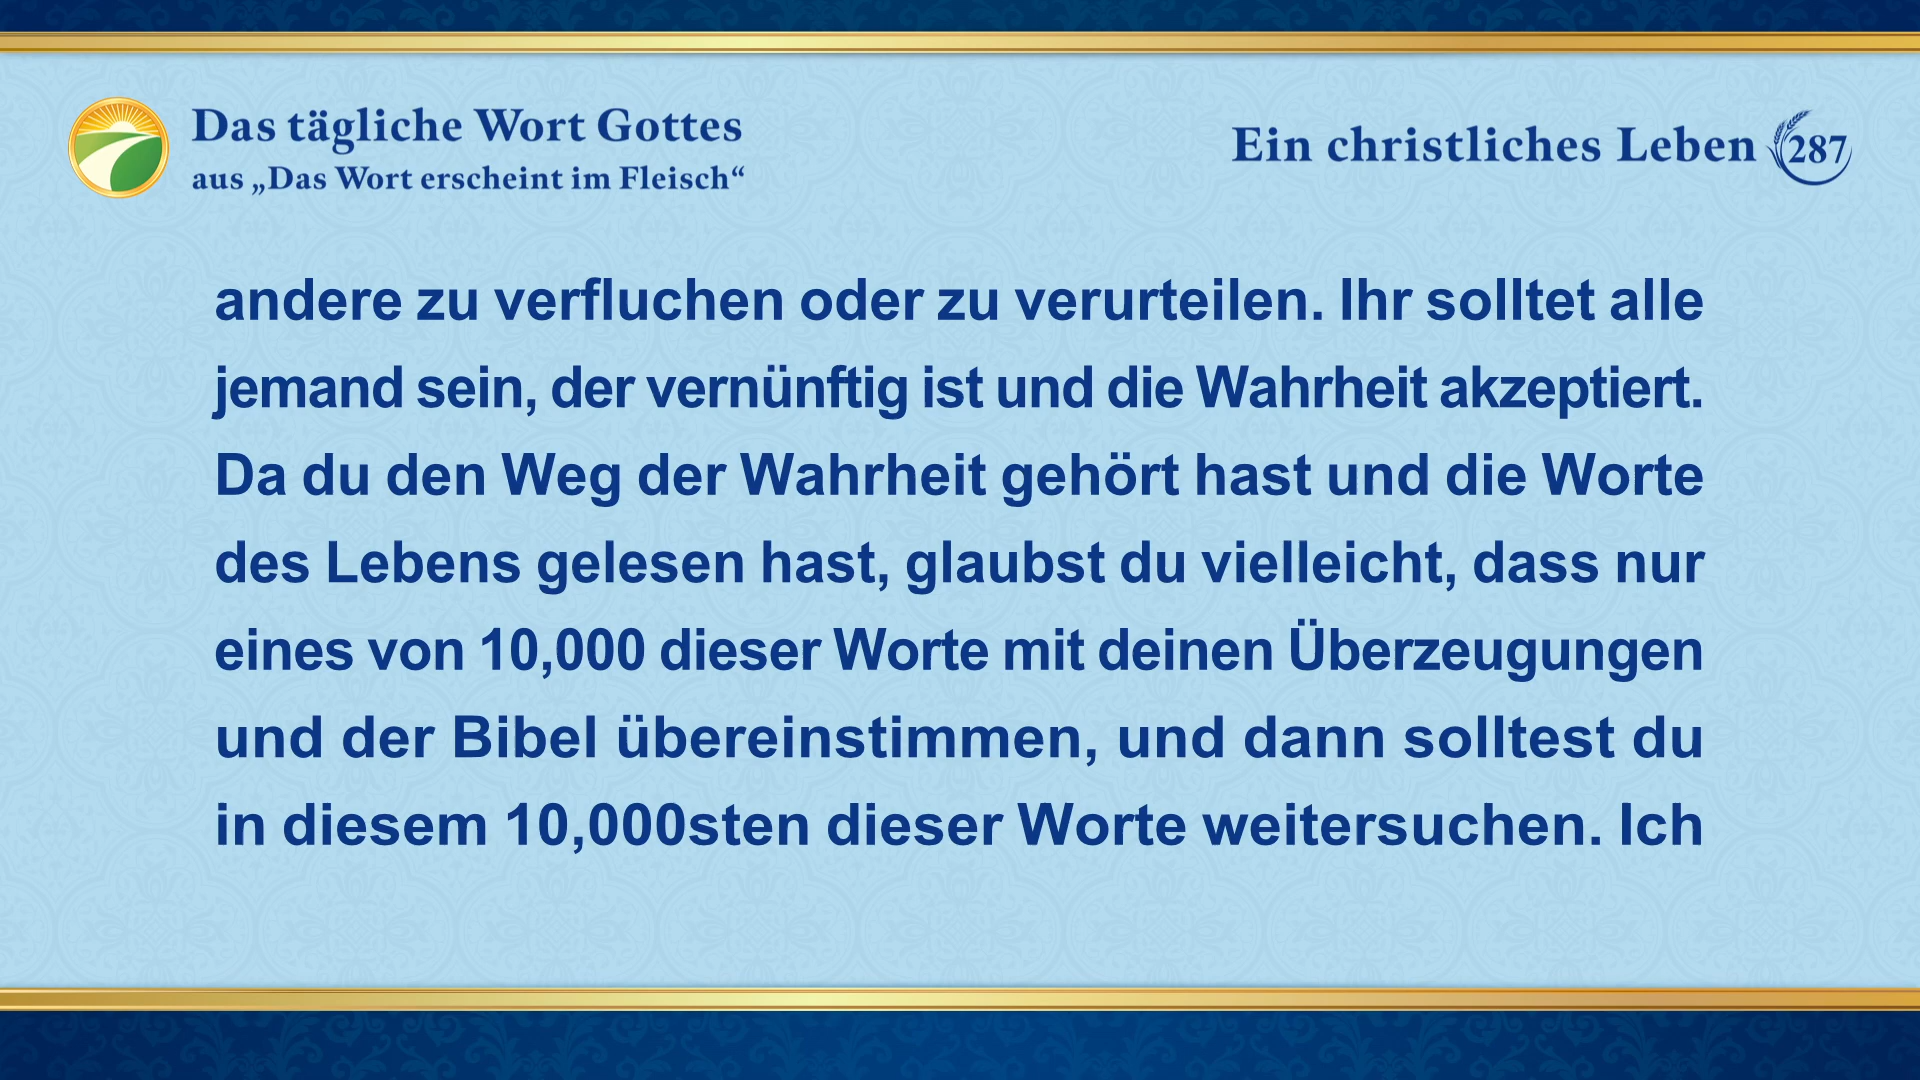 Das tägliche Wort Gottes
aus „Das Wort erscheint im Fleisch“
Ein christliches Leben 287
andere zu verfluchen oder zu verurteilen. Ihr solltet alle
jemand sein, der vernünftig ist und die Wahrheit akzeptiert.
Da du den Weg der Wahrheit gehört hast und die Worte
des Lebens gelesen hast, glaubst du vielleicht, dass nur
eines von 10,000 dieser Worte mit deinen Überzeugungen
und der Bibel übereinstimmen, und dann solltest du
in diesem 10,000sten dieser Worte weitersuchen. Ich